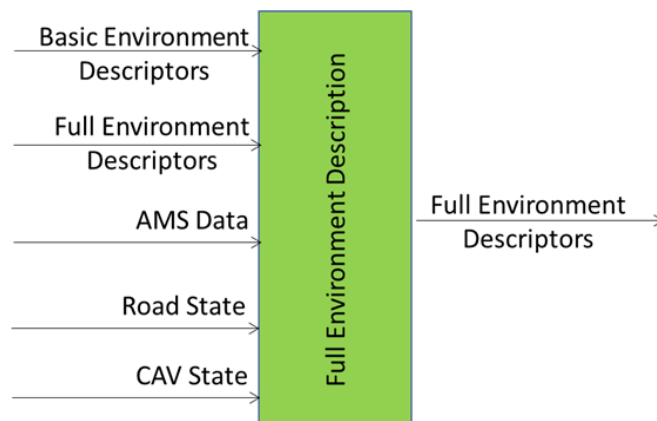 Basic Environment
Descriptors
Full Environment
Descriptors
AMS Data
Road State
CAV State
Full Environment Description
Full Environment
Descriptors